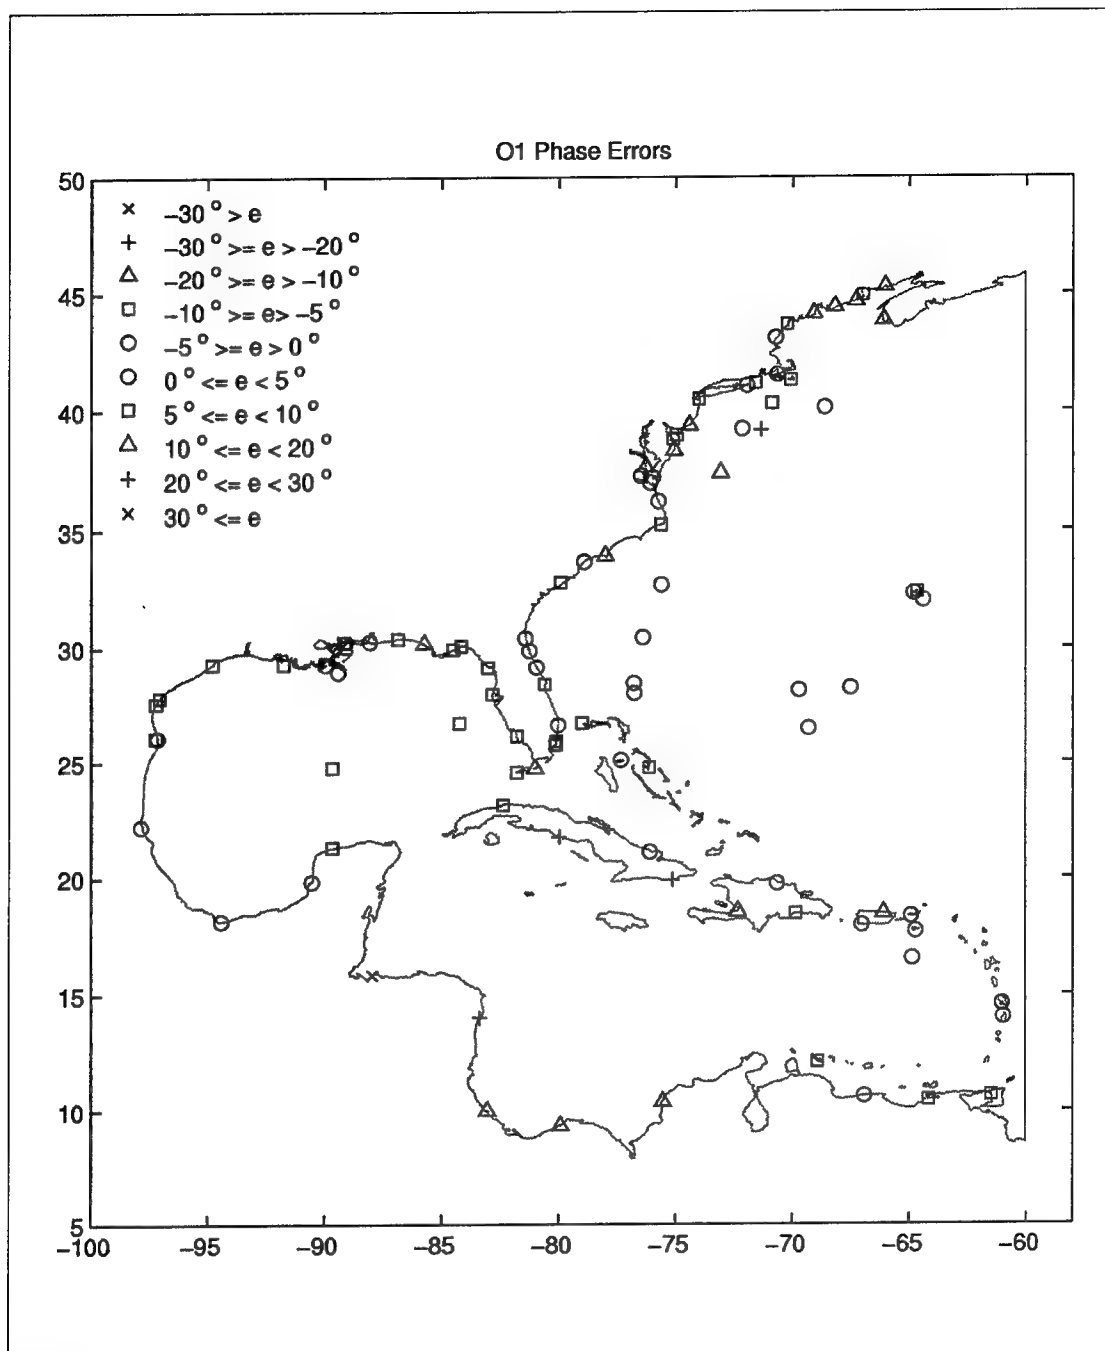 O1 Phase Errors
50
45
40
35
30
25
20
15
10
5
× −30° > e
+ −30° >= e > −20°
△ −20° >= e > −10°
□ −10° >= e> −5°
○ −5° >= e > 0°
○ 0° <= e < 5°
□ 5° <= e < 10°
△ 10° <= e < 20°
+ 20° <= e < 30°
× 30° <= e
−100 −95 −90 −85 −80 −75 −70 −65 −60